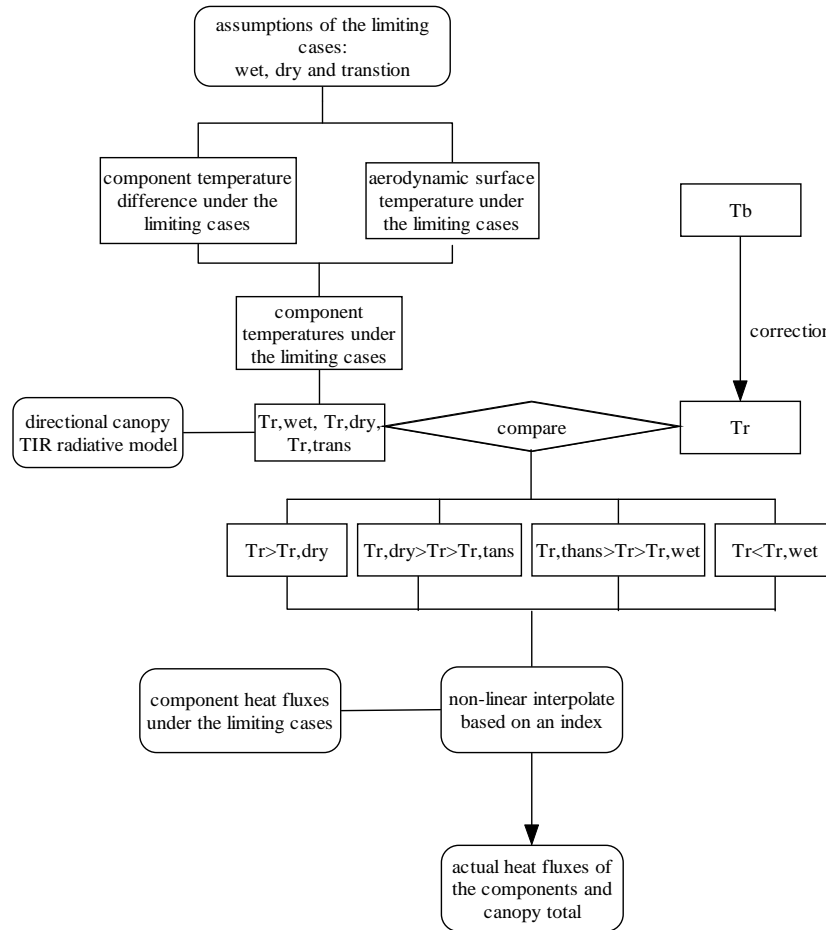 assumptions of the limiting
cases:
wet, dry and transtion
component temperature
difference under the
limiting cases
aerodynamic surface
temperature under
the limiting cases
Tb
component
temperatures under
the limiting cases
correction
directional canopy
TIR radiative model
Tr,wet, Tr,dry,
Tr,trans
compare
Tr
Tr>Tr,dry
Tr,dry>Tr>Tr,tans
Tr,thans>Tr>Tr,wet
Tr<Tr,wet
component heat fluxes
under the limiting cases
non-linear interpolate
based on an index
actual heat fluxes of
the components and
canopy total